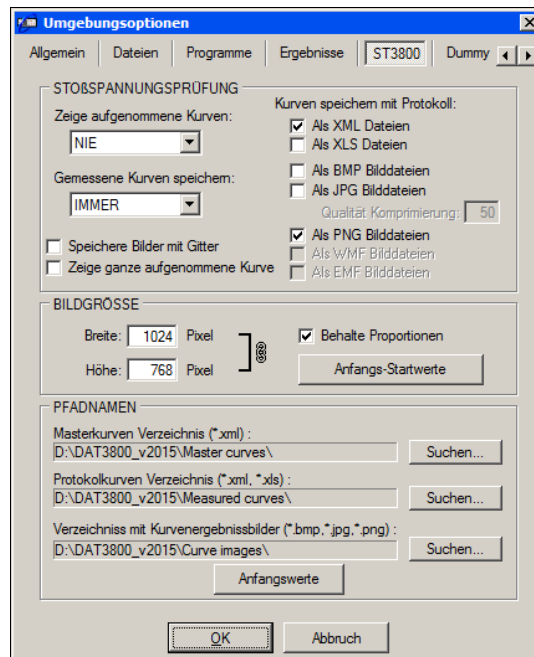 Umgebungsoptionen
Allgemein Dateien Programme Ergebnisse ST3800 Dummy
STOßSPANNUNGSPRÜFUNG
Zeige aufgenommene Kurven:
NIE
Gemessene Kurven speichern:
IMMER
Speichere Bilder mit Gitter
Zeige ganze aufgenommene Kurve
Kurven speichern mit Protokoll:
Als XML Dateien
Als XLS Dateien
Als BMP Bilddateien
Als JPG Bilddateien
Qualität Komprimierung: 50
Als PNG Bilddateien
Als WMF Bilddateien
Als EMF Bilddateien
BILDGRÖSSE
Breite: 1024 Pixel
Höhe: 768 Pixel
Behalte Proportionen
Anfangs-Startwerte
PFADNAMEN
Masterkurven Verzeichnis (*.xml) :
D:\DAT3800_v2015\Master curves\
Suchen...
Protokolkurven Verzeichnis (*.xml, *.xls) :
D:\DAT3800_v2015\Measured curves\
Suchen...
Verzeichniss mit Kurvenergebnissbilder (*.bmp,*.jpg,*.png) :
D:\DAT3800_v2015\Curve images\
Suchen...
Anfangswerte
OK Abbruch